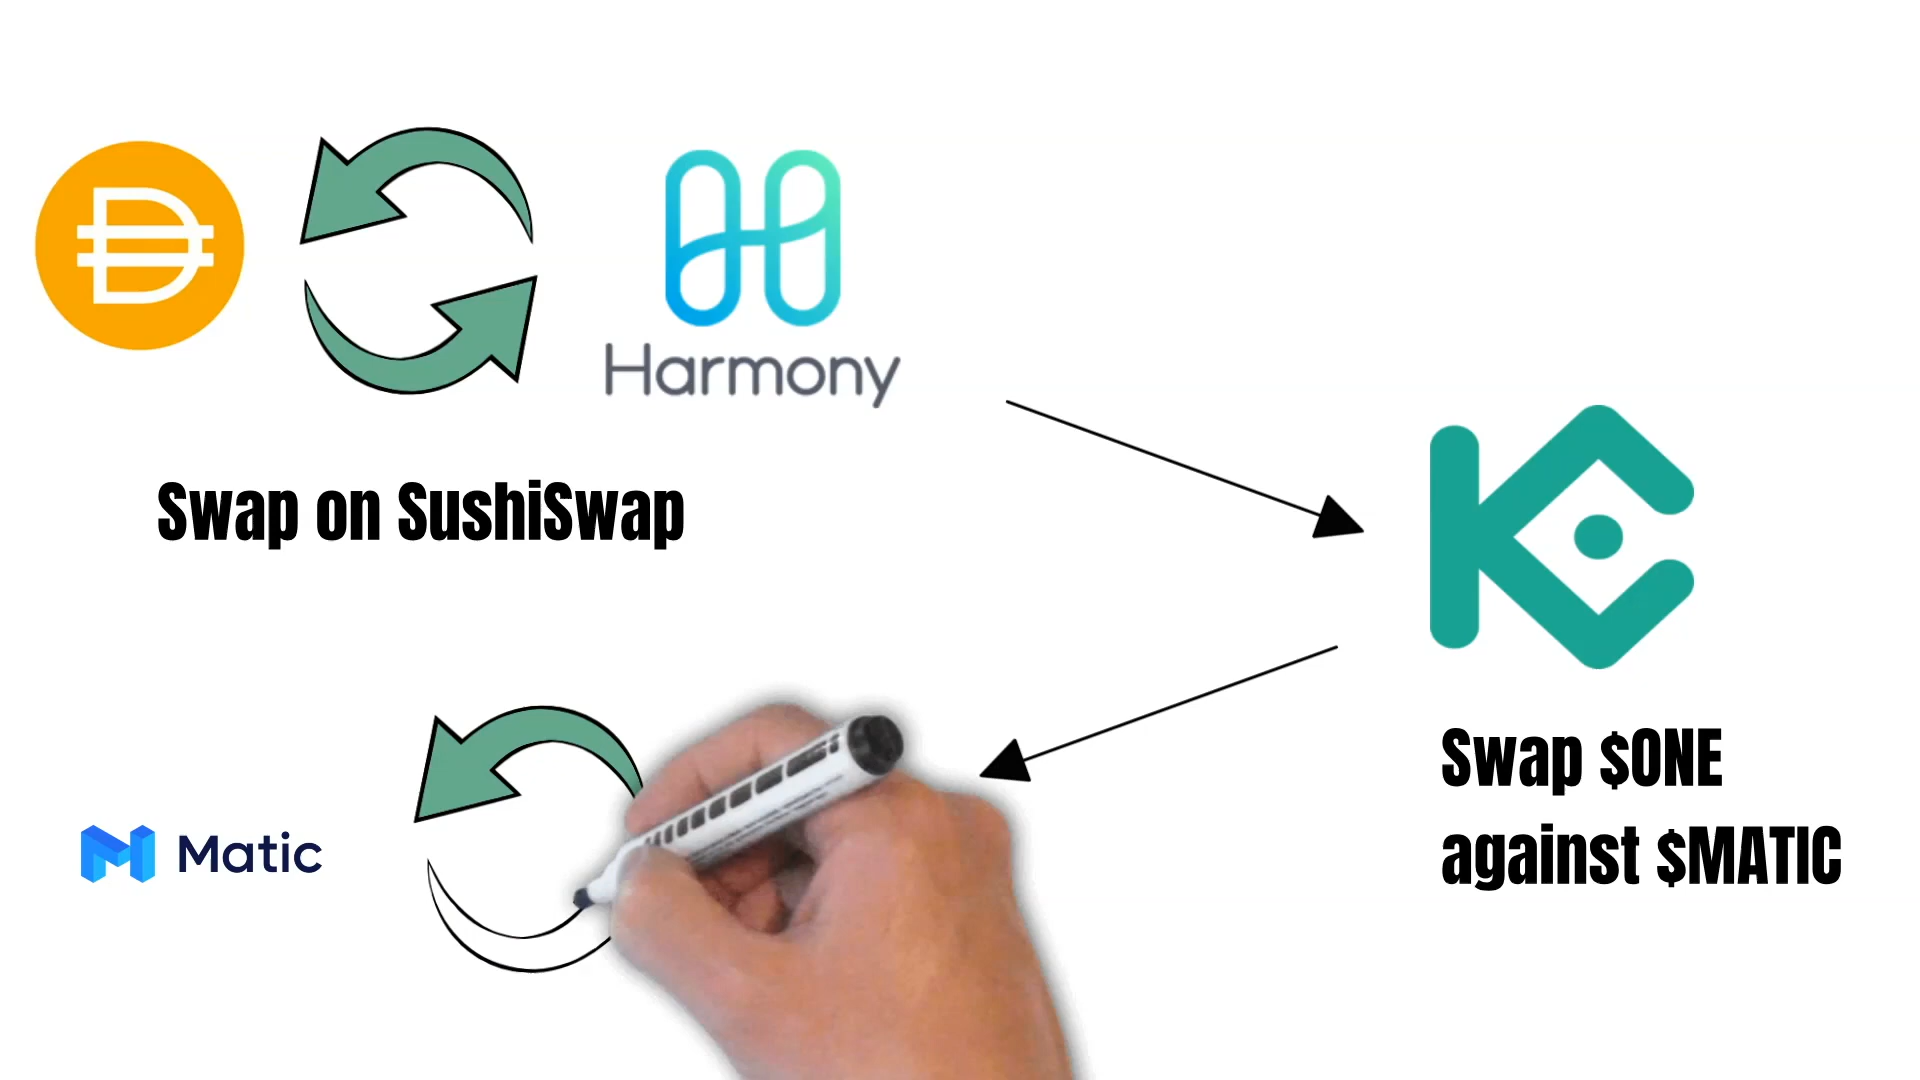 Harmony
Swap on SushiSwap
Swap $ONE
against $MATIC
Matic